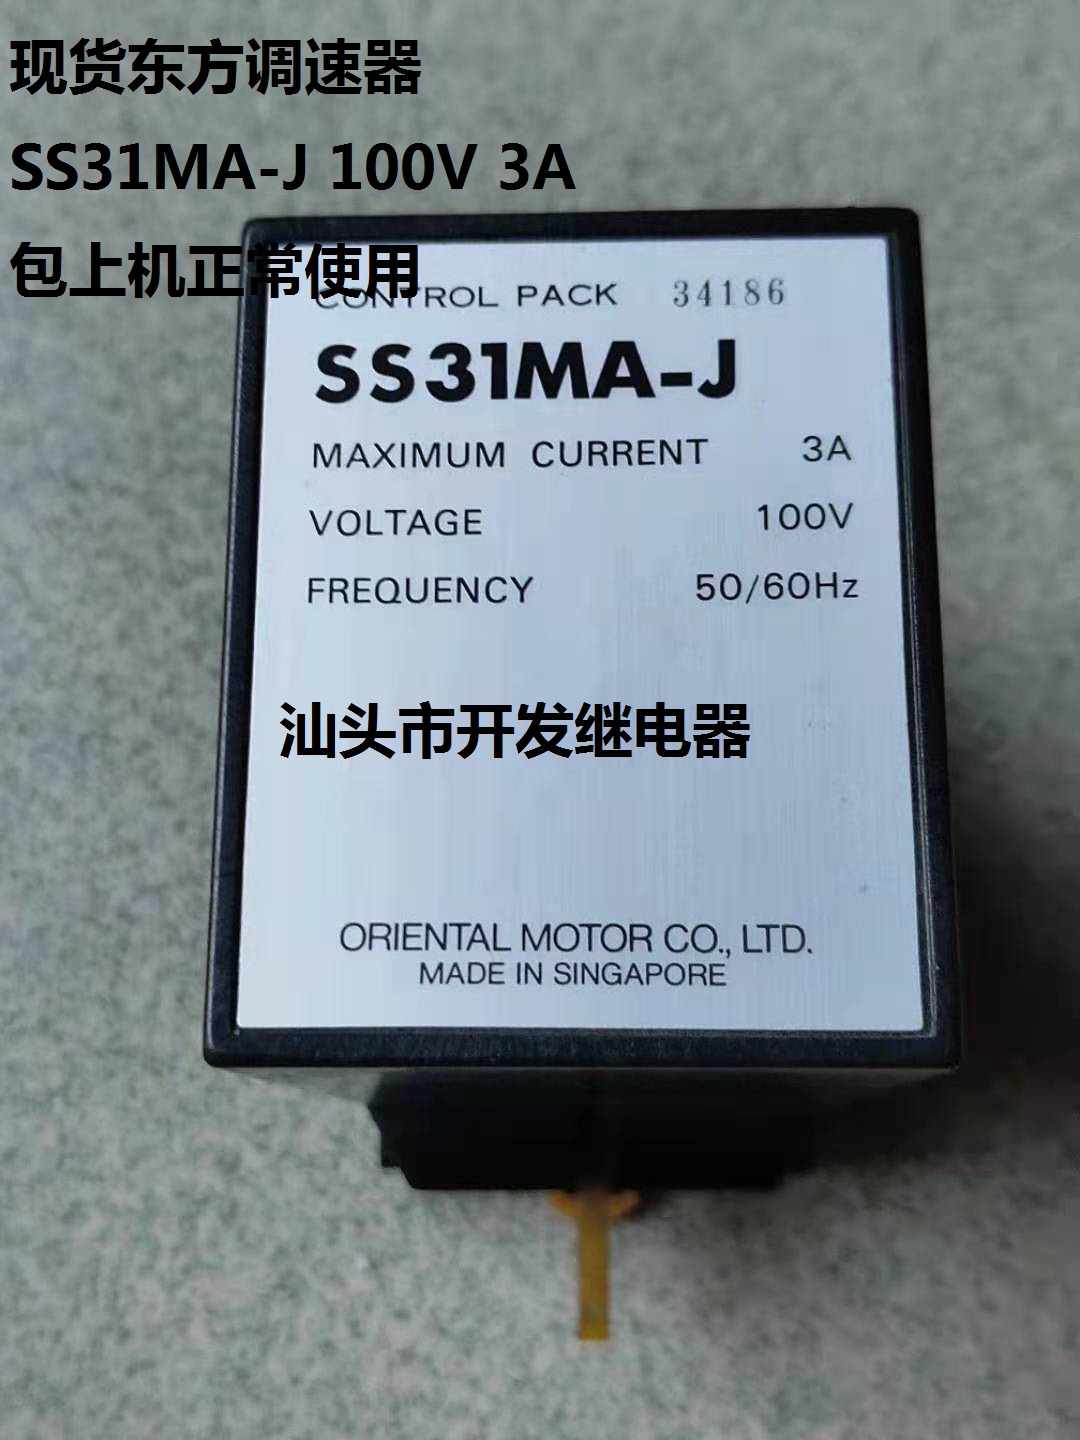 现货东方调速器
SS31MA-J 100V 3A
包上机正常使用
CONTROL PACK 34186
SS31MA-J
MAXIMUM CURRENT 3A
VOLTAGE 100V
FREQUENCY 50/60Hz
汕头市开发继电器
ORIENTAL MOTOR CO., LTD.
MADE IN SINGAPORE